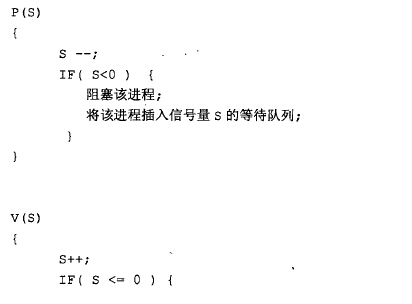 P(S)
{
S --;
IF( S<0 ) {
阻塞该进程;
将该进程插入信号量 S 的等待队列;
}
}
V(S)
{
S++;
IF( S <= 0 ) {